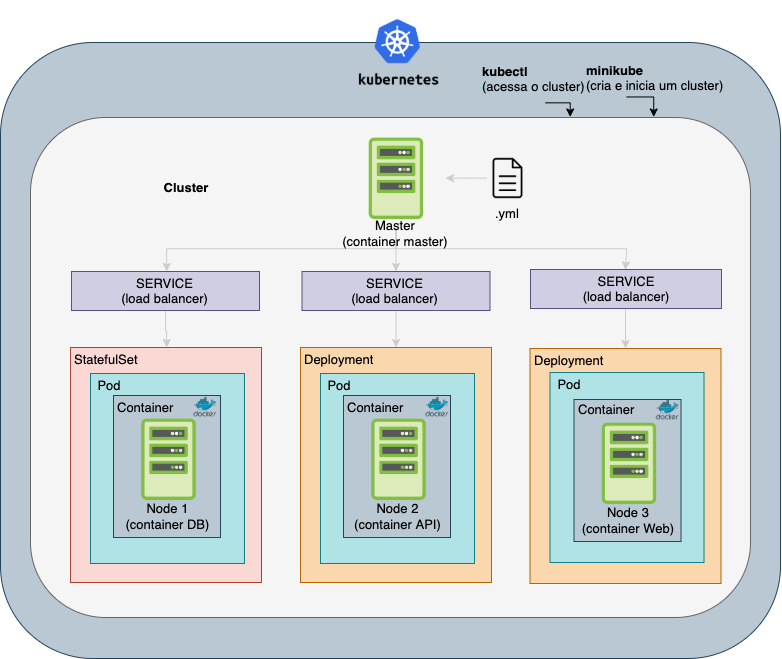 kubernetes
kubectl
(acessa o cluster)
minikube
(cria e inicia um cluster)
Cluster
.yml
Master
(container master)
SERVICE
(load balancer)
SERVICE
(load balancer)
SERVICE
(load balancer)
StatefulSet
Pod
Container
docker
Node 1
(container DB)
Deployment
Pod
Container
docker
Node 2
(container API)
Deployment
Pod
Container
docker
Node 3
(container Web)